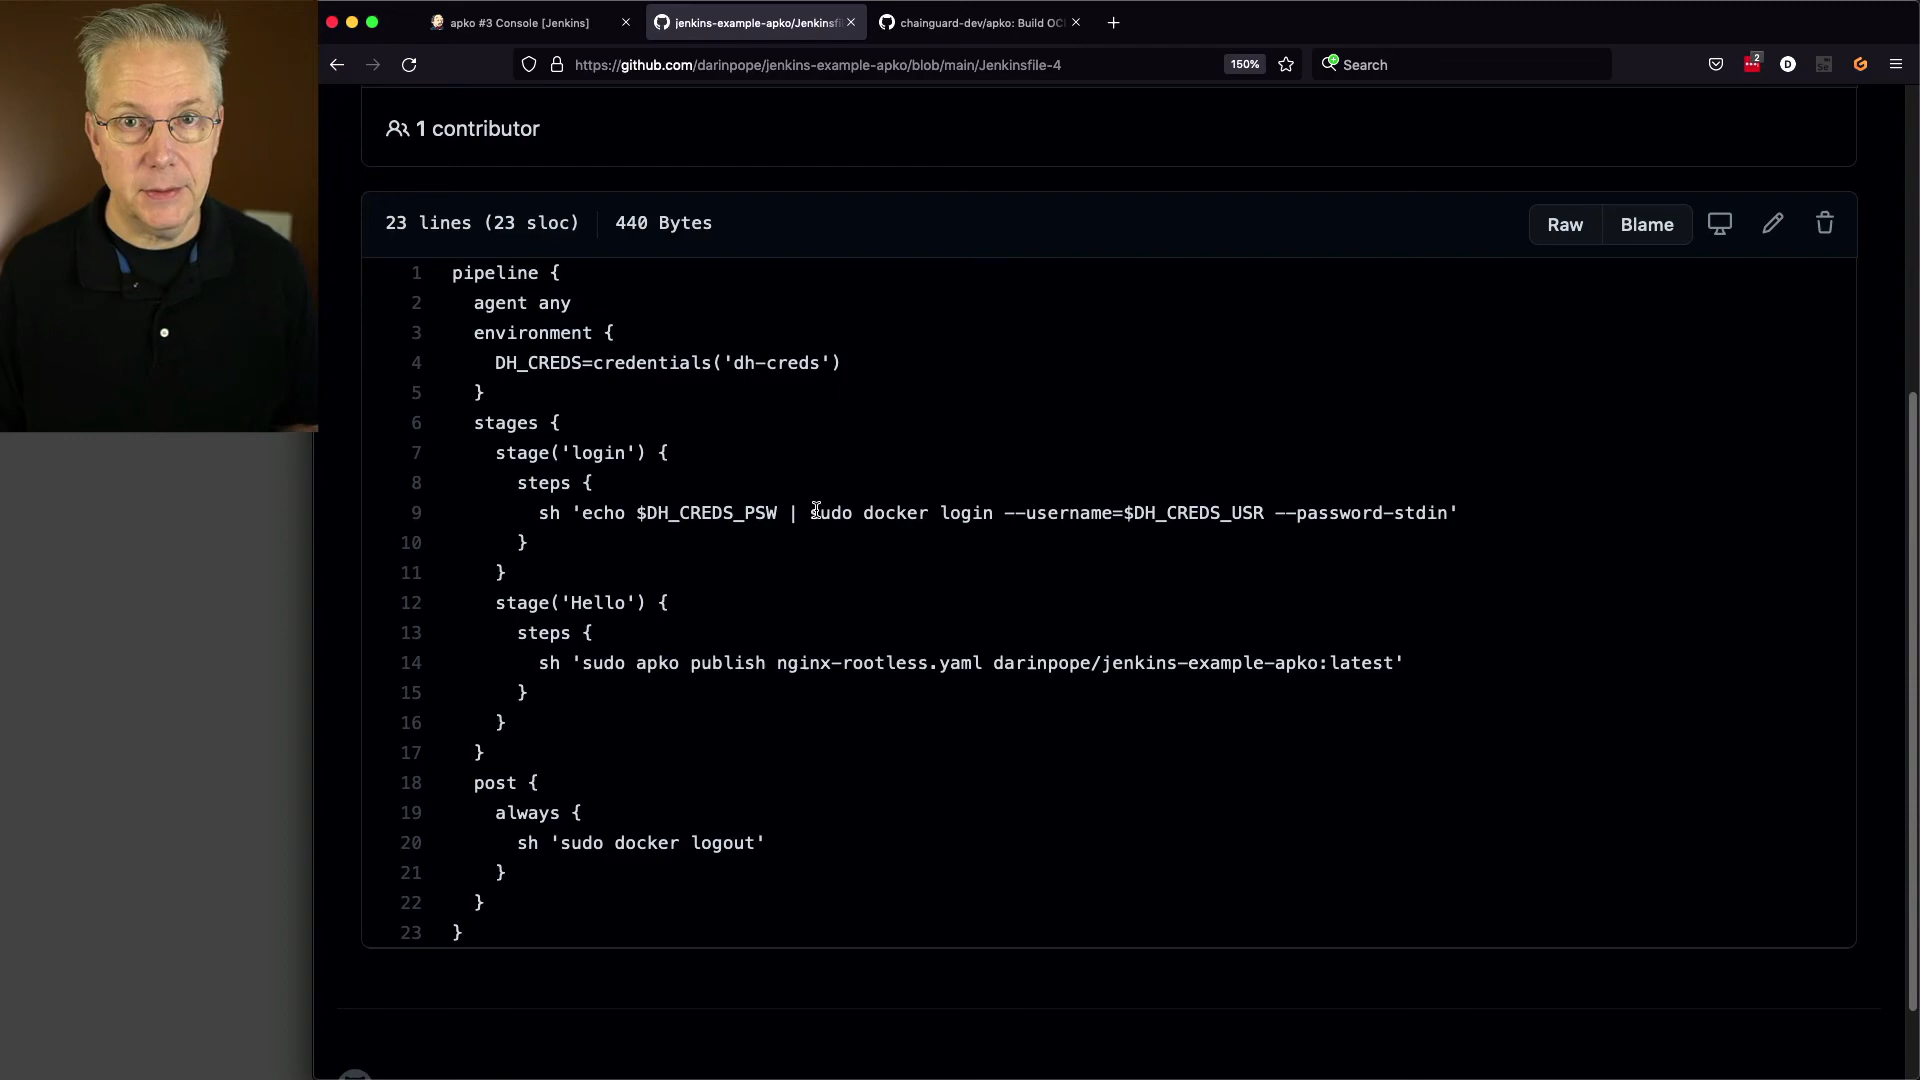 apko #3 Console [Jenkins]
jenkins-example-apko/Jenkinsfil
chainguard-dev/apko: Build OCI
https://github.com/darinpope/jenkins-example-apko/blob/main/Jenkinsfile-4
150%
Search
2
D
1 contributor
23 lines (23 sloc)
440 Bytes
Raw
Blame
1 pipeline {
2 agent any
3 environment {
4 DH_CREDS=credentials('dh-creds')
5 }
6 stages {
7 stage('login') {
8 steps {
9 sh 'echo $DH_CREDS_PSW | sudo docker login --username=$DH_CREDS_USR --password-stdin'
10 }
11 }
12 stage('Hello') {
13 steps {
14 sh 'sudo apko publish nginx-rootless.yaml darinpope/jenkins-example-apko:latest'
15 }
16 }
17 }
18 post {
19 always {
20 sh 'sudo docker logout'
21 }
22 }
23 }